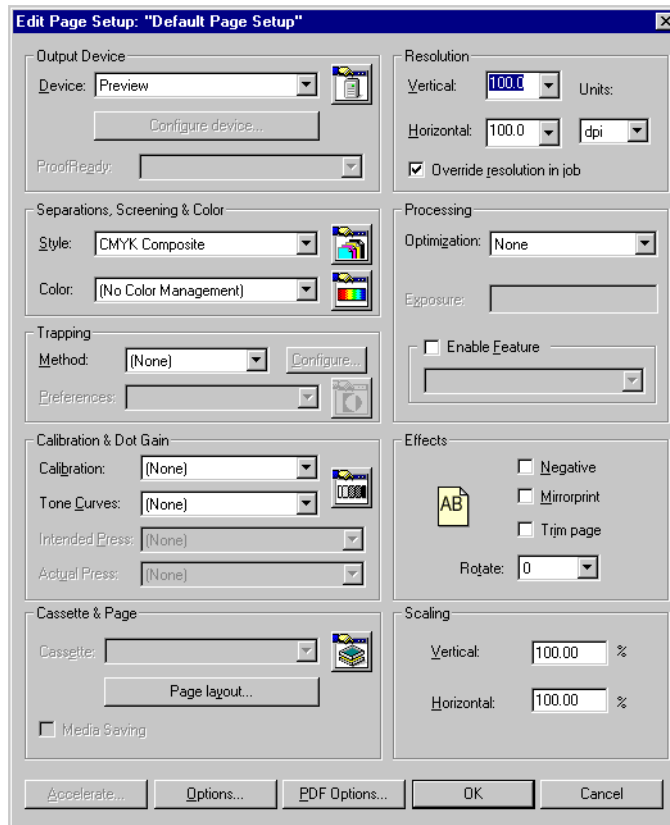 Edit Page Setup: "Default Page Setup"
Output Device
Device: Preview
Configure device...
ProofReady:
Separations, Screening & Color
Style: CMYK Composite
Color: (No Color Management)
Trapping
Method: (None) Configure...
Preferences:
Calibration & Dot Gain
Calibration: (None)
Tone Curves: (None)
Intended Press: (None)
Actual Press: (None)
Cassette & Page
Cassette:
Page layout...
Media Saving
Resolution
Vertical: 100.0 Units:
Horizontal: 100.0 dpi
Override resolution in job
Processing
Optimization: None
Exposure:
Enable Feature
Effects
AB
Negative
Mirrorprint
Trim page
Rotate: 0
Scaling
Vertical: 100.00 %
Horizontal: 100.00 %
Accelerate... Options... PDF Options... OK Cancel